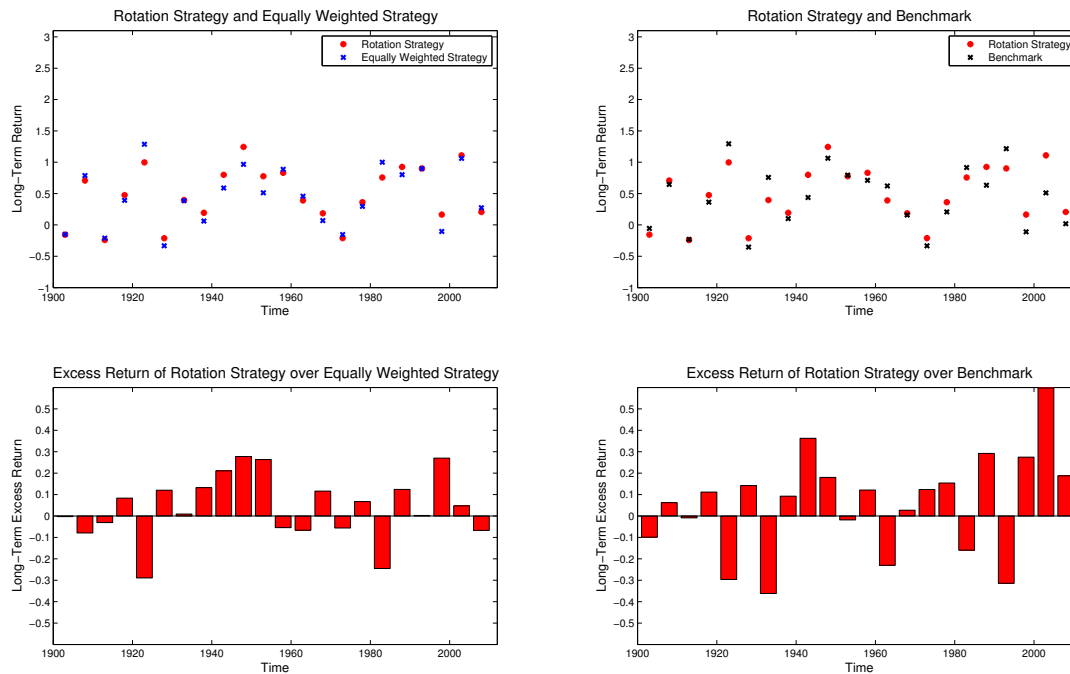 Rotation Strategy and Equally Weighted Strategy
3
2.5
2
1.5
1
0.5
0
−0.5
−1
Long−Term Return
Rotation Strategy
Equally Weighted Strategy
1900 1920 1940 1960 1980 2000
Time
Rotation Strategy and Benchmark
3
2.5
2
1.5
1
0.5
0
−0.5
−1
Long−Term Return
Rotation Strategy
Benchmark
1900 1920 1940 1960 1980 2000
Time
Excess Return of Rotation Strategy over Equally Weighted Strategy
0.5
0.4
0.3
0.2
0.1
0
−0.1
−0.2
−0.3
−0.4
−0.5
Long−Term Excess Return
1900 1920 1940 1960 1980 2000
Time
Excess Return of Rotation Strategy over Benchmark
0.5
0.4
0.3
0.2
0.1
0
−0.1
−0.2
−0.3
−0.4
−0.5
Long−Term Excess Return
1900 1920 1940 1960 1980 2000
Time